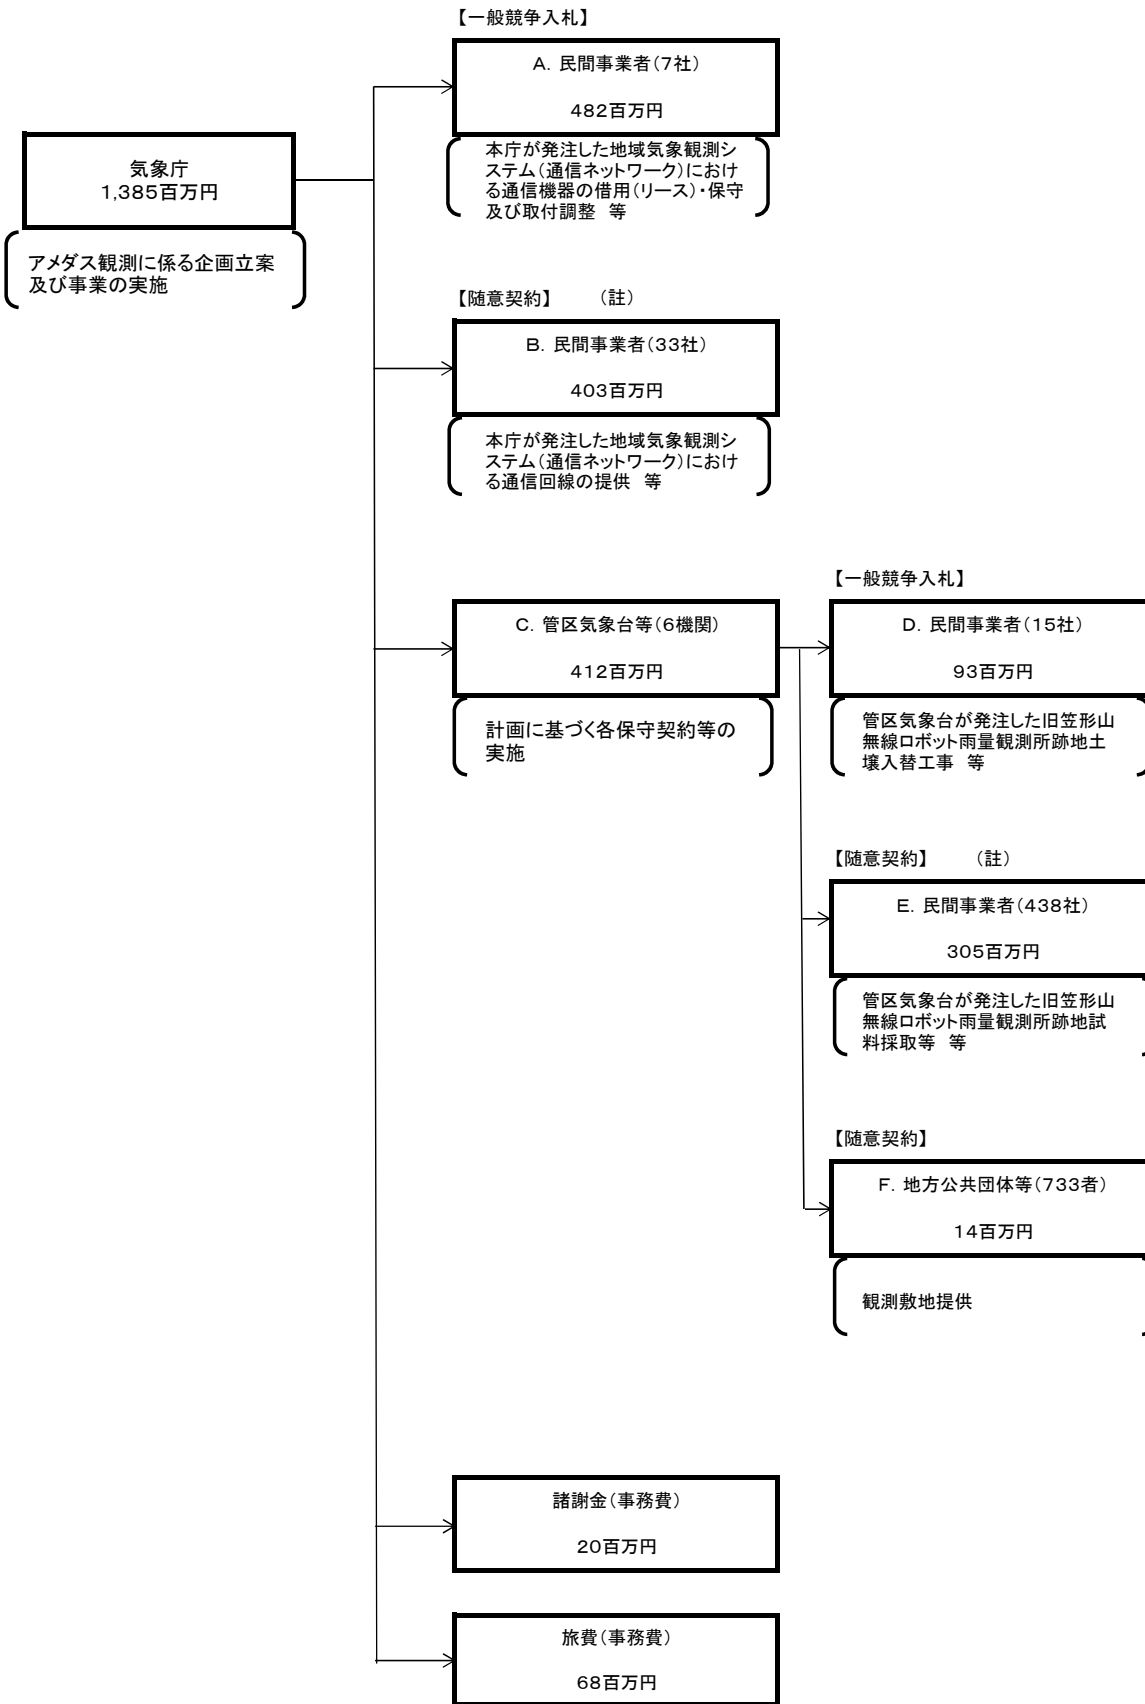 【一般競争入札】
A. 民間事業者(7社)
482百万円
本庁が発注した地域気象観測シ
ステム(通信ネットワーク)におけ
る通信機器の借用(リース)・保守
及び取付調整　等
気象庁
1,385百万円
アメダス観測に係る企画立案
及び事業の実施
【随意契約】　　(註)
B. 民間事業者(33社)
403百万円
本庁が発注した地域気象観測シ
ステム(通信ネットワーク)におけ
る通信回線の提供　等
C. 管区気象台等(6機関)
412百万円
計画に基づく各保守契約等の
実施
【一般競争入札】
D. 民間事業者(15社)
93百万円
管区気象台が発注した旧笠形山
無線ロボット雨量観測所跡地土
壌入替工事　等
【随意契約】　　(註)
E. 民間事業者(438社)
305百万円
管区気象台が発注した旧笠形山
無線ロボット雨量観測所跡地試
料採取等　等
【随意契約】
F. 地方公共団体等(733者)
14百万円
観測敷地提供
諸謝金(事務費)
20百万円
旅費(事務費)
68百万円